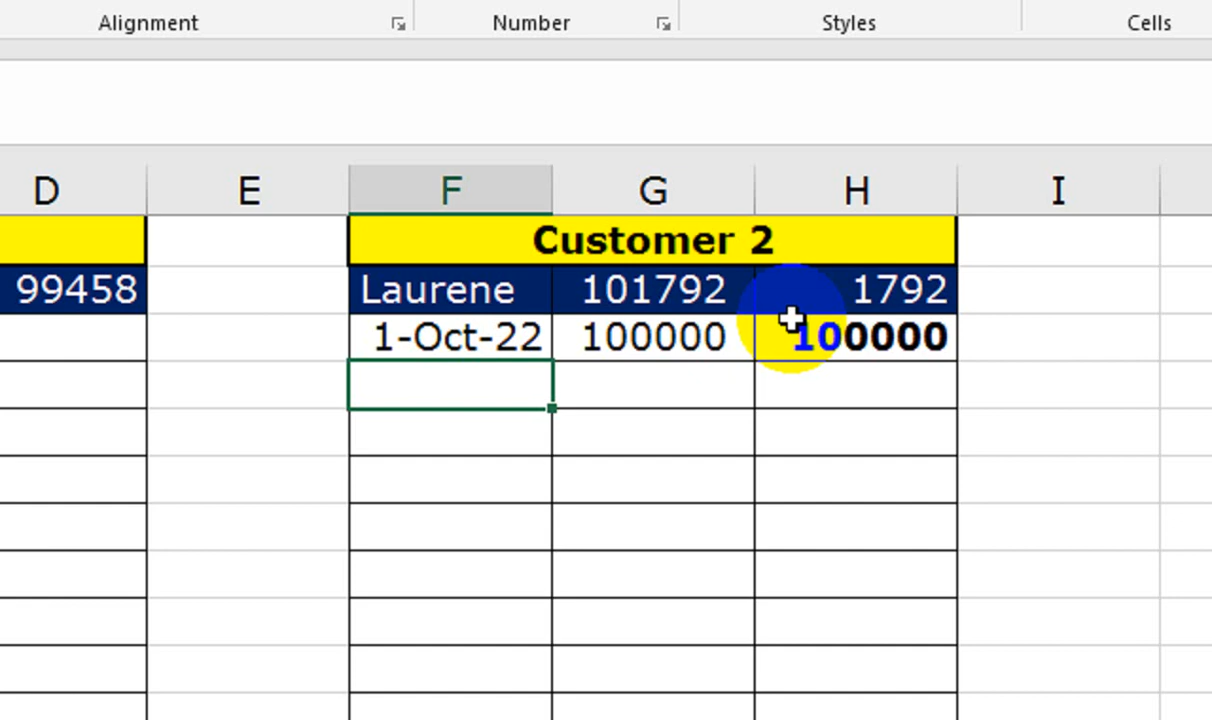 Alignment Number Styles Cells
D E F G H I
Customer 2
99458 Laurene 101792 1792
1-Oct-22 100000 100000